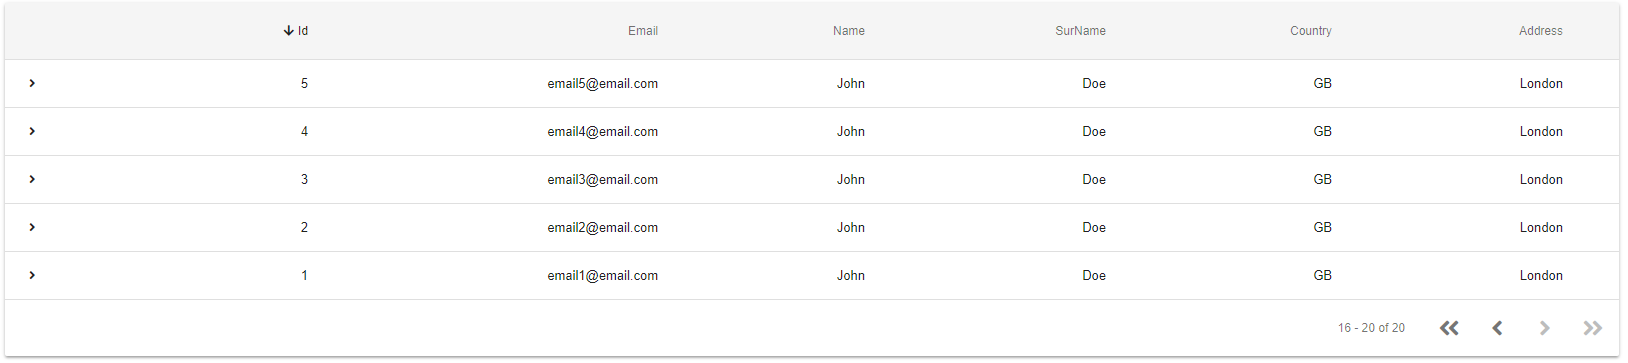 Id Email Name SurName Country Address
5 email5@email.com John Doe GB London
4 email4@email.com John Doe GB London
3 email3@email.com John Doe GB London
2 email2@email.com John Doe GB London
1 email1@email.com John Doe GB London
16 - 20 of 20